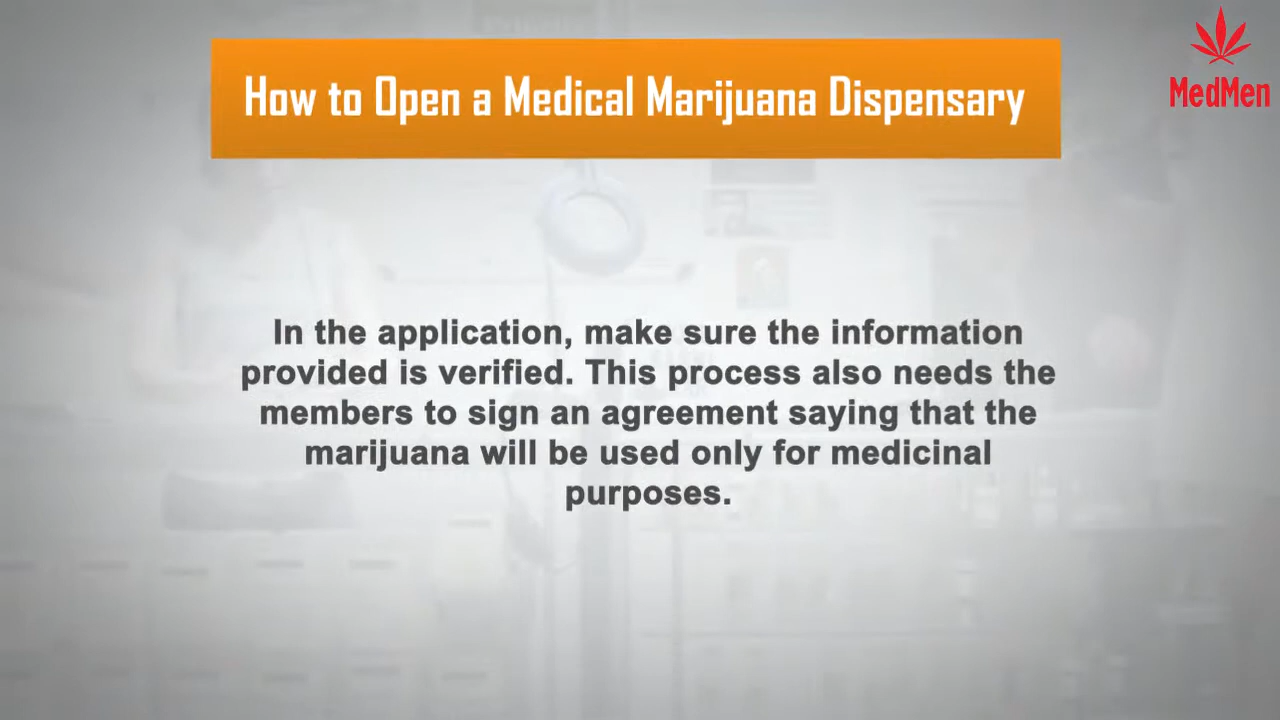 How to Open a Medical Marijuana Dispensary
MedMen
In the application, make sure the information
provided is verified. This process also needs the
members to sign an agreement saying that the
marijuana will be used only for medicinal
purposes.